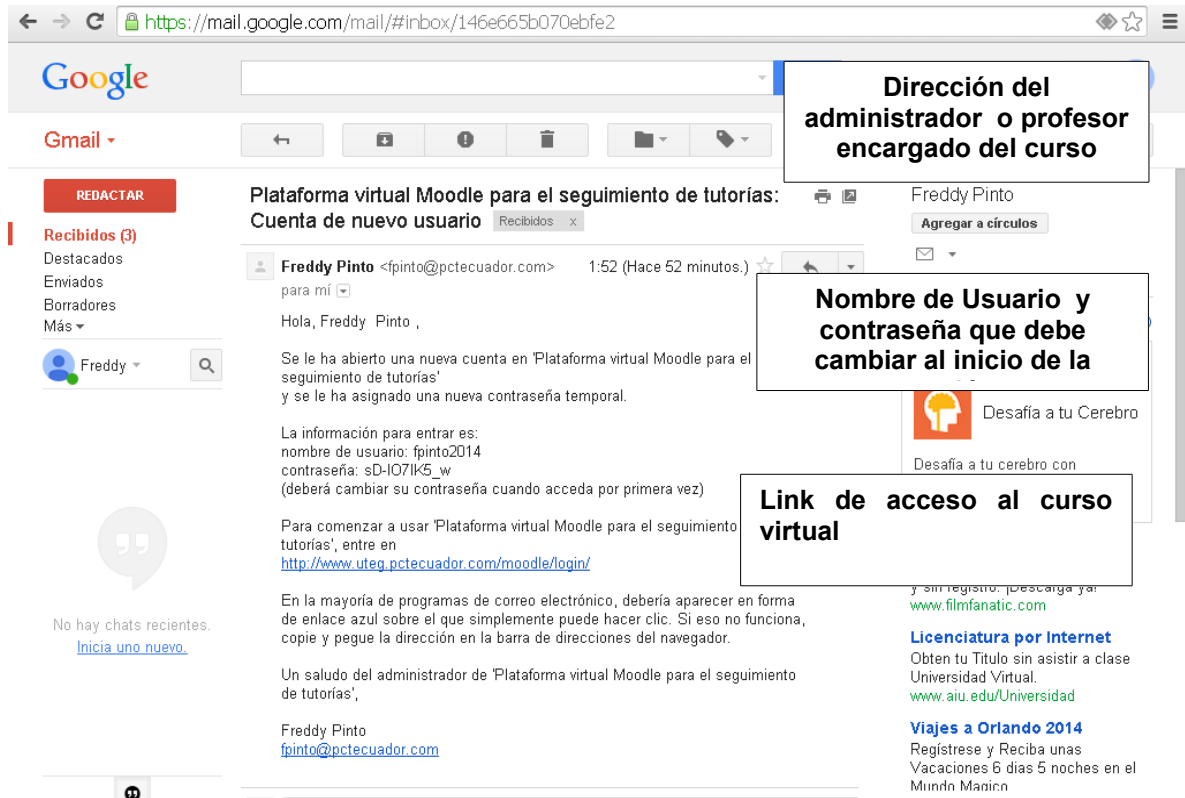 https://mail.google.com/mail/#inbox/146e665b070ebfe2
Google
Dirección del
administrador o profesor
encargado del curso
Gmail
REDACTAR
Recibidos (3)
Destacados
Enviados
Borradores
Más
Freddy
No hay chats recientes.
Inicia uno nuevo.
Plataforma virtual Moodle para el seguimiento de tutorías:
Cuenta de nuevo usuario Recibidos x
Freddy Pinto <fpinto@pctecuador.com> 1:52 (Hace 52 minutos.)
para mí
Hola, Freddy Pinto ,
Se le ha abierto una nueva cuenta en 'Plataforma virtual Moodle para el
seguimiento de tutorías'
y se le ha asignado una nueva contraseña temporal.
La información para entrar es:
nombre de usuario: fpinto2014
contraseña: sD-IO7IK5_w
(deberá cambiar su contraseña cuando acceda por primera vez)
Para comenzar a usar 'Plataforma virtual Moodle para el seguimiento
tutorías', entre en
http://www.uteg.pctecuador.com/moodle/login/
En la mayoría de programas de correo electrónico, debería aparecer en forma
de enlace azul sobre el que simplemente puede hacer clic. Si eso no funciona,
copie y pegue la dirección en la barra de direcciones del navegador.
Un saludo del administrador de 'Plataforma virtual Moodle para el seguimiento
de tutorías',
Freddy Pinto
fpinto@pctecuador.com
Freddy Pinto
Agregar a círculos
Nombre de Usuario y
contraseña que debe
cambiar al inicio de la
Desafía a tu Cerebro
Desafía a tu cerebro con
Link de acceso al curso
virtual
y sin registro. ¡Descarga ya!
www.filmfanatic.com
Licenciatura por Internet
Obten tu Titulo sin asistir a clase
Universidad Virtual.
www.aiu.edu/Universidad
Viajes a Orlando 2014
Regístrese y Reciba unas
Vacaciones 6 dias 5 noches en el
Mundo Magico